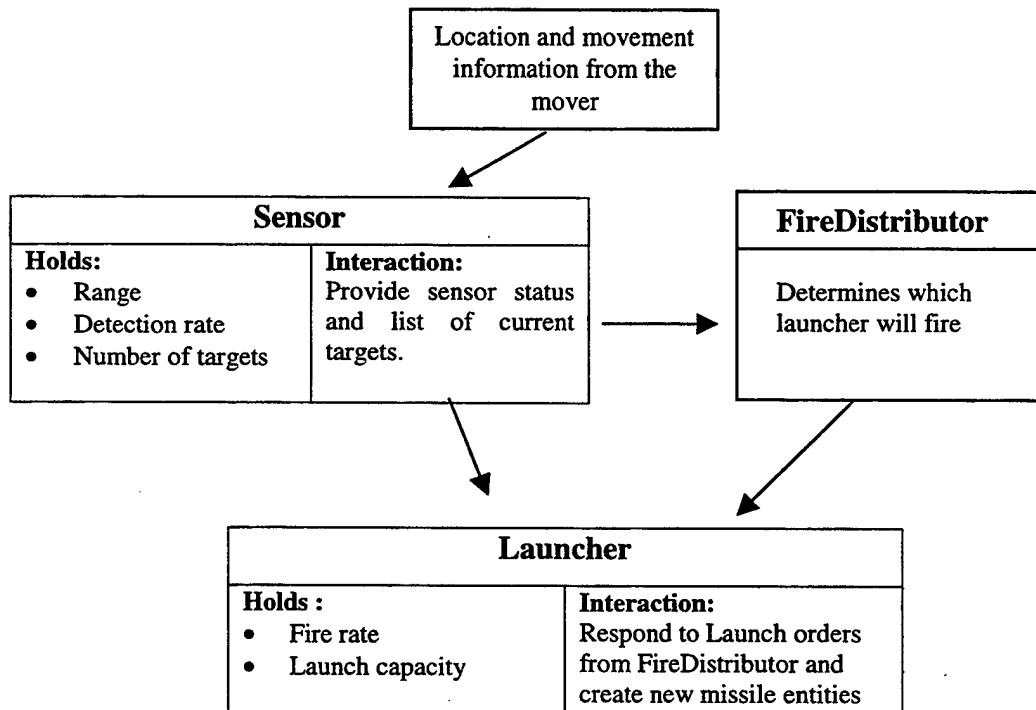 Location and movement
information from the
mover
Sensor
Holds:
• Range
• Detection rate
• Number of targets
Interaction:
Provide sensor status
and list of current
targets.
FireDistributor
Determines which
launcher will fire
Launcher
Holds :
• Fire rate
• Launch capacity
Interaction:
Respond to Launch orders
from FireDistributor and
create new missile entities